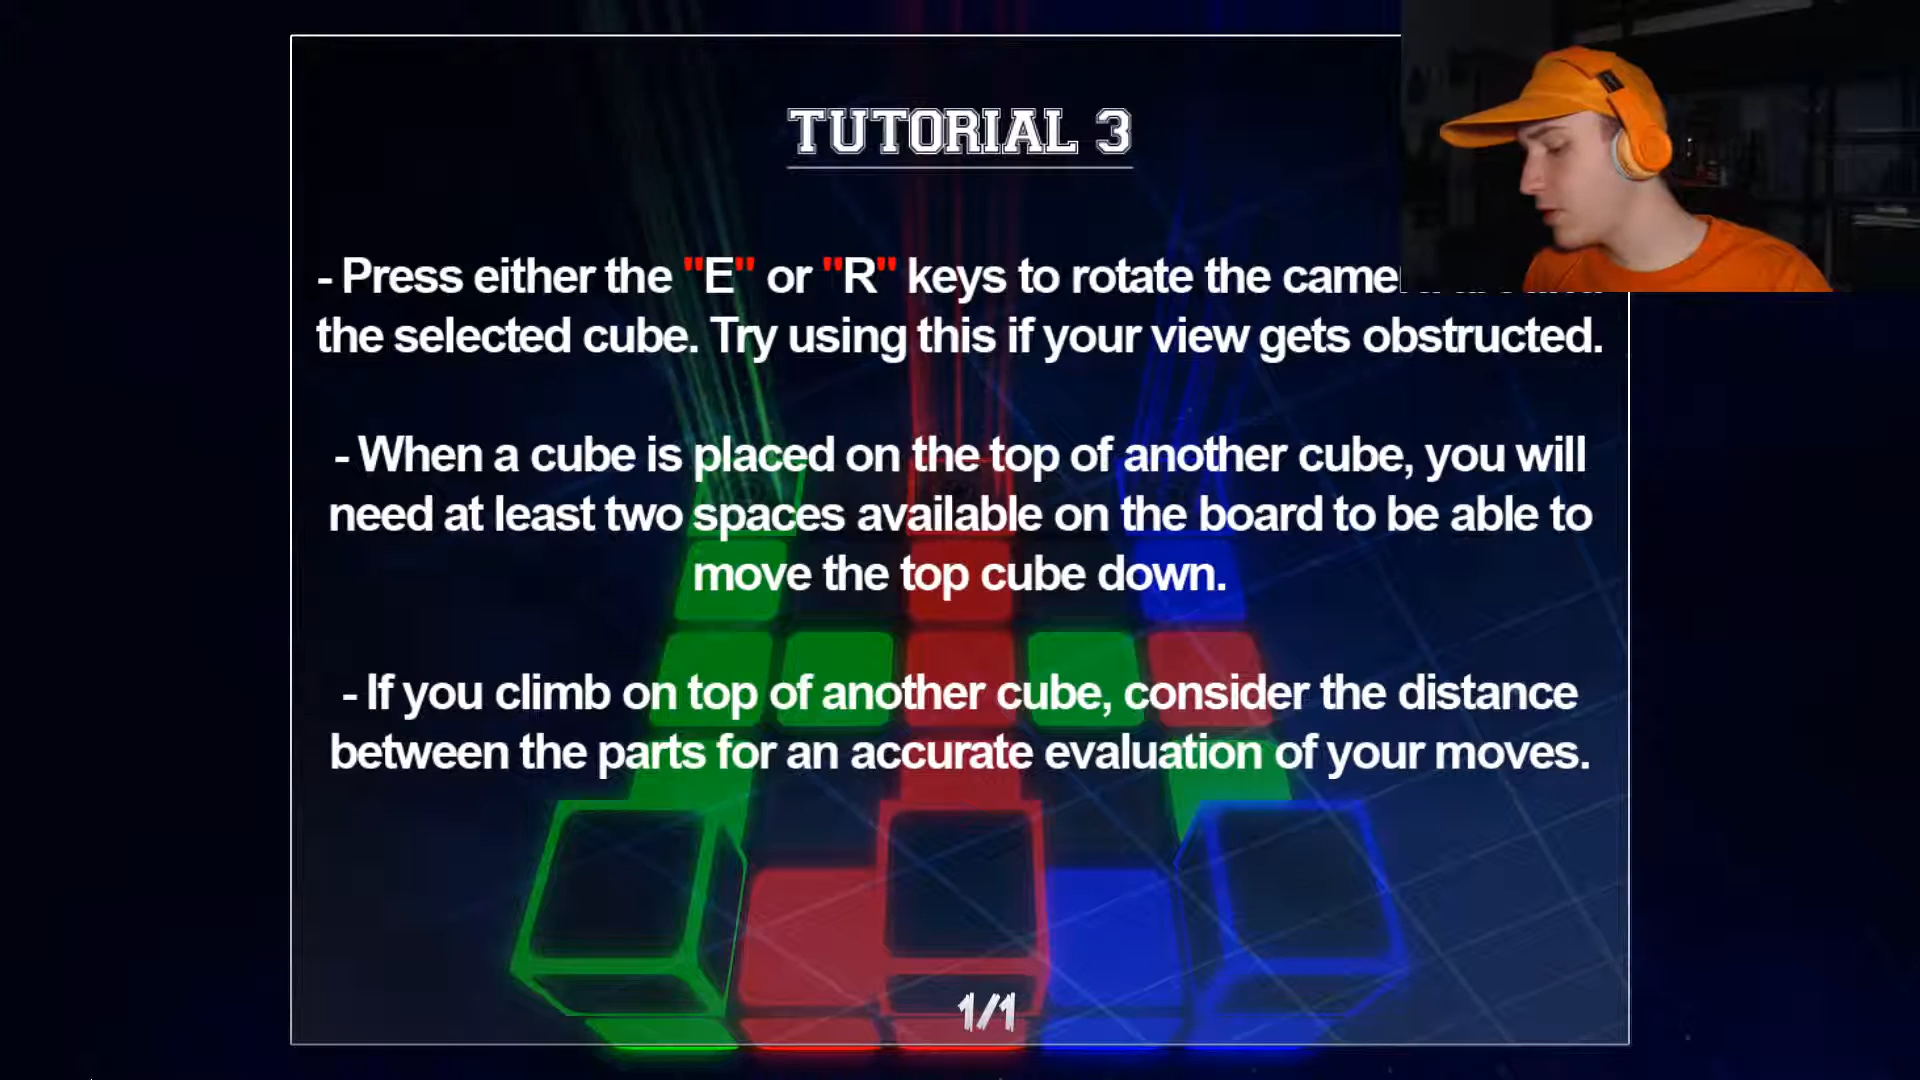 TUTORIAL 3
- Press either the "E" or "R" keys to rotate the
the selected cube. Try using this if your view gets obstructed.
- When a cube is placed on the top of another cube, you will
need at least two spaces available on the board to be able to
move the top cube down.
- If you climb on top of another cube, consider the distance
between the parts for an accurate evaluation of your moves.
1/1